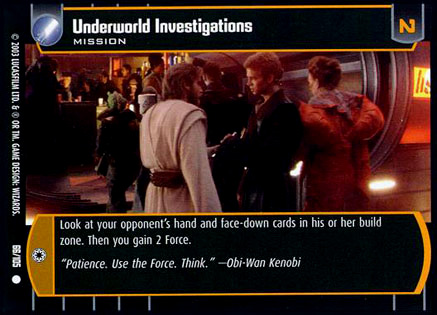 Underworld Investigations
MISSION
2
© 2003 LUCASFILM LTD. & ® OR TM. GAME DESIGN: WIZARDS.
Look at your opponent's hand and face-down cards in his or her build
zone. Then you gain 2 Force.
"Patience. Use the Force. Think." —Obi-Wan Kenobi
66/105